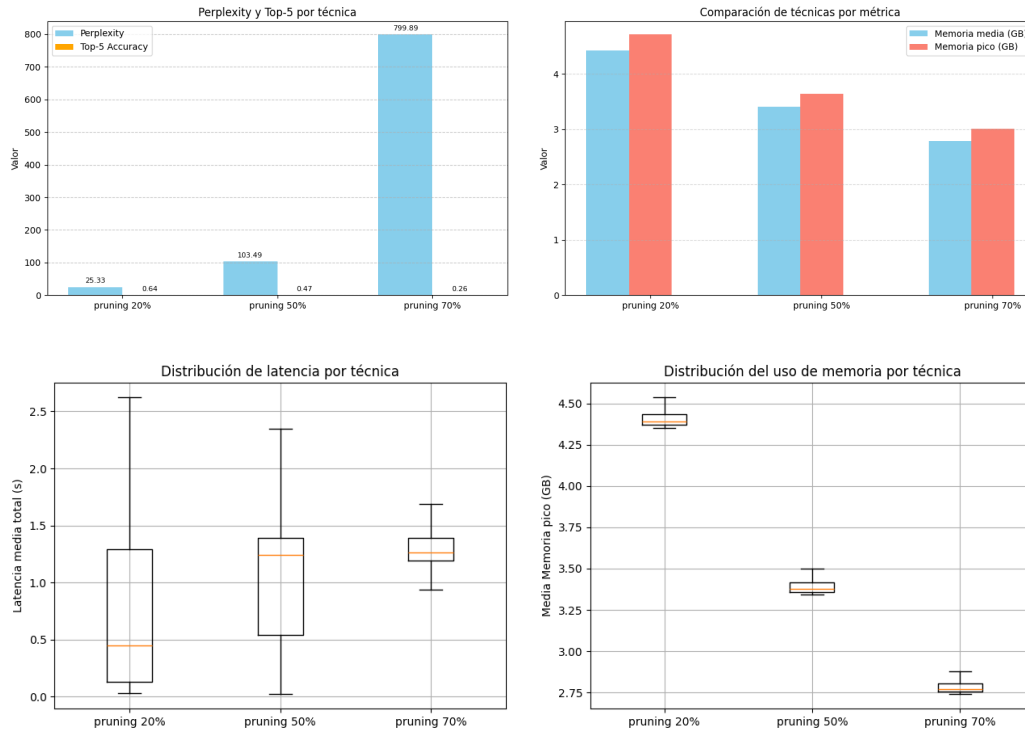 Perplexity y Top-5 por técnica
Perplexity
Top-5 Accuracy
Valor
800
700
600
500
400
300
200
100
0
25.33
0.64
103.49
0.47
799.89
0.26
pruning 20%
pruning 50%
pruning 70%
Comparación de técnicas por métrica
Memoria media (GB)
Memoria pico (GB)
Valor
4
3
2
1
0
pruning 20%
pruning 50%
pruning 70%
Distribución de latencia por técnica
Latencia media total (s)
2.5
2.0
1.5
1.0
0.5
0.0
pruning 20%
pruning 50%
pruning 70%
Distribución del uso de memoria por técnica
Media Memoria pico (GB)
4.50
4.25
4.00
3.75
3.50
3.25
3.00
2.75
pruning 20%
pruning 50%
pruning 70%